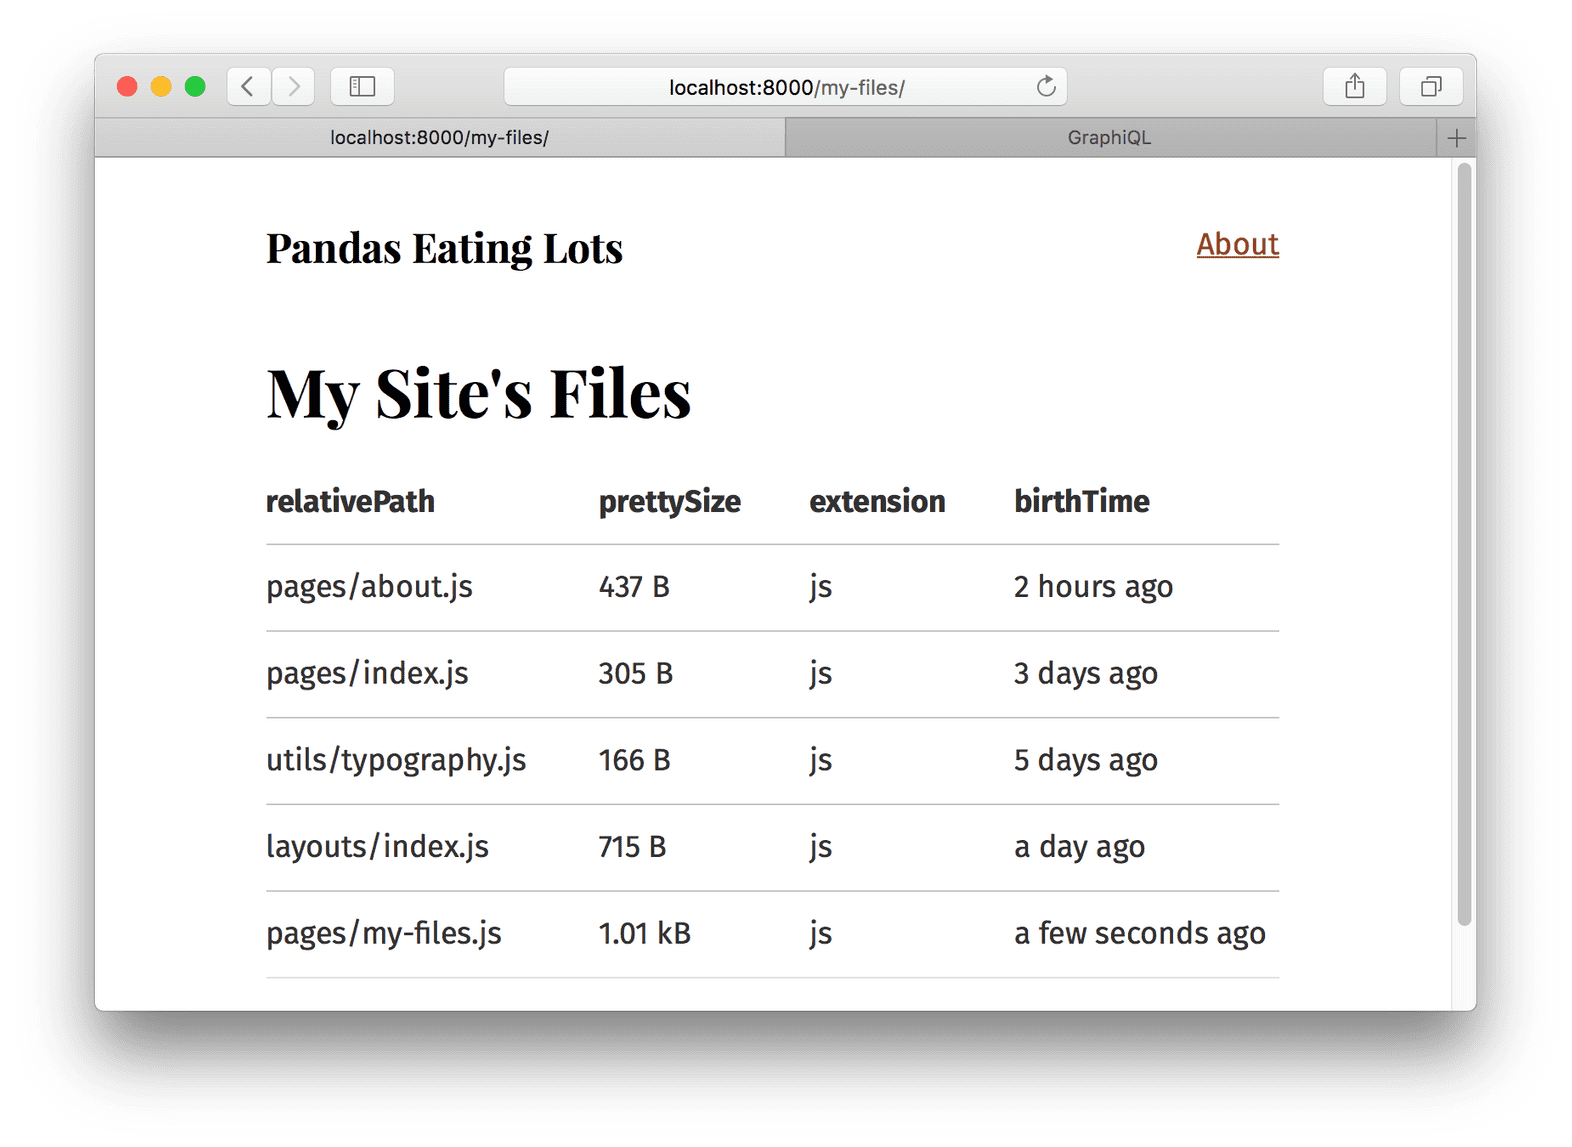 localhost:8000/my-files/
localhost:8000/my-files/ GraphiQL
Pandas Eating Lots About
My Site's Files
relativePath prettySize extension birthTime
pages/about.js 437 B js 2 hours ago
pages/index.js 305 B js 3 days ago
utils/typography.js 166 B js 5 days ago
layouts/index.js 715 B js a day ago
pages/my-files.js 1.01 kB js a few seconds ago